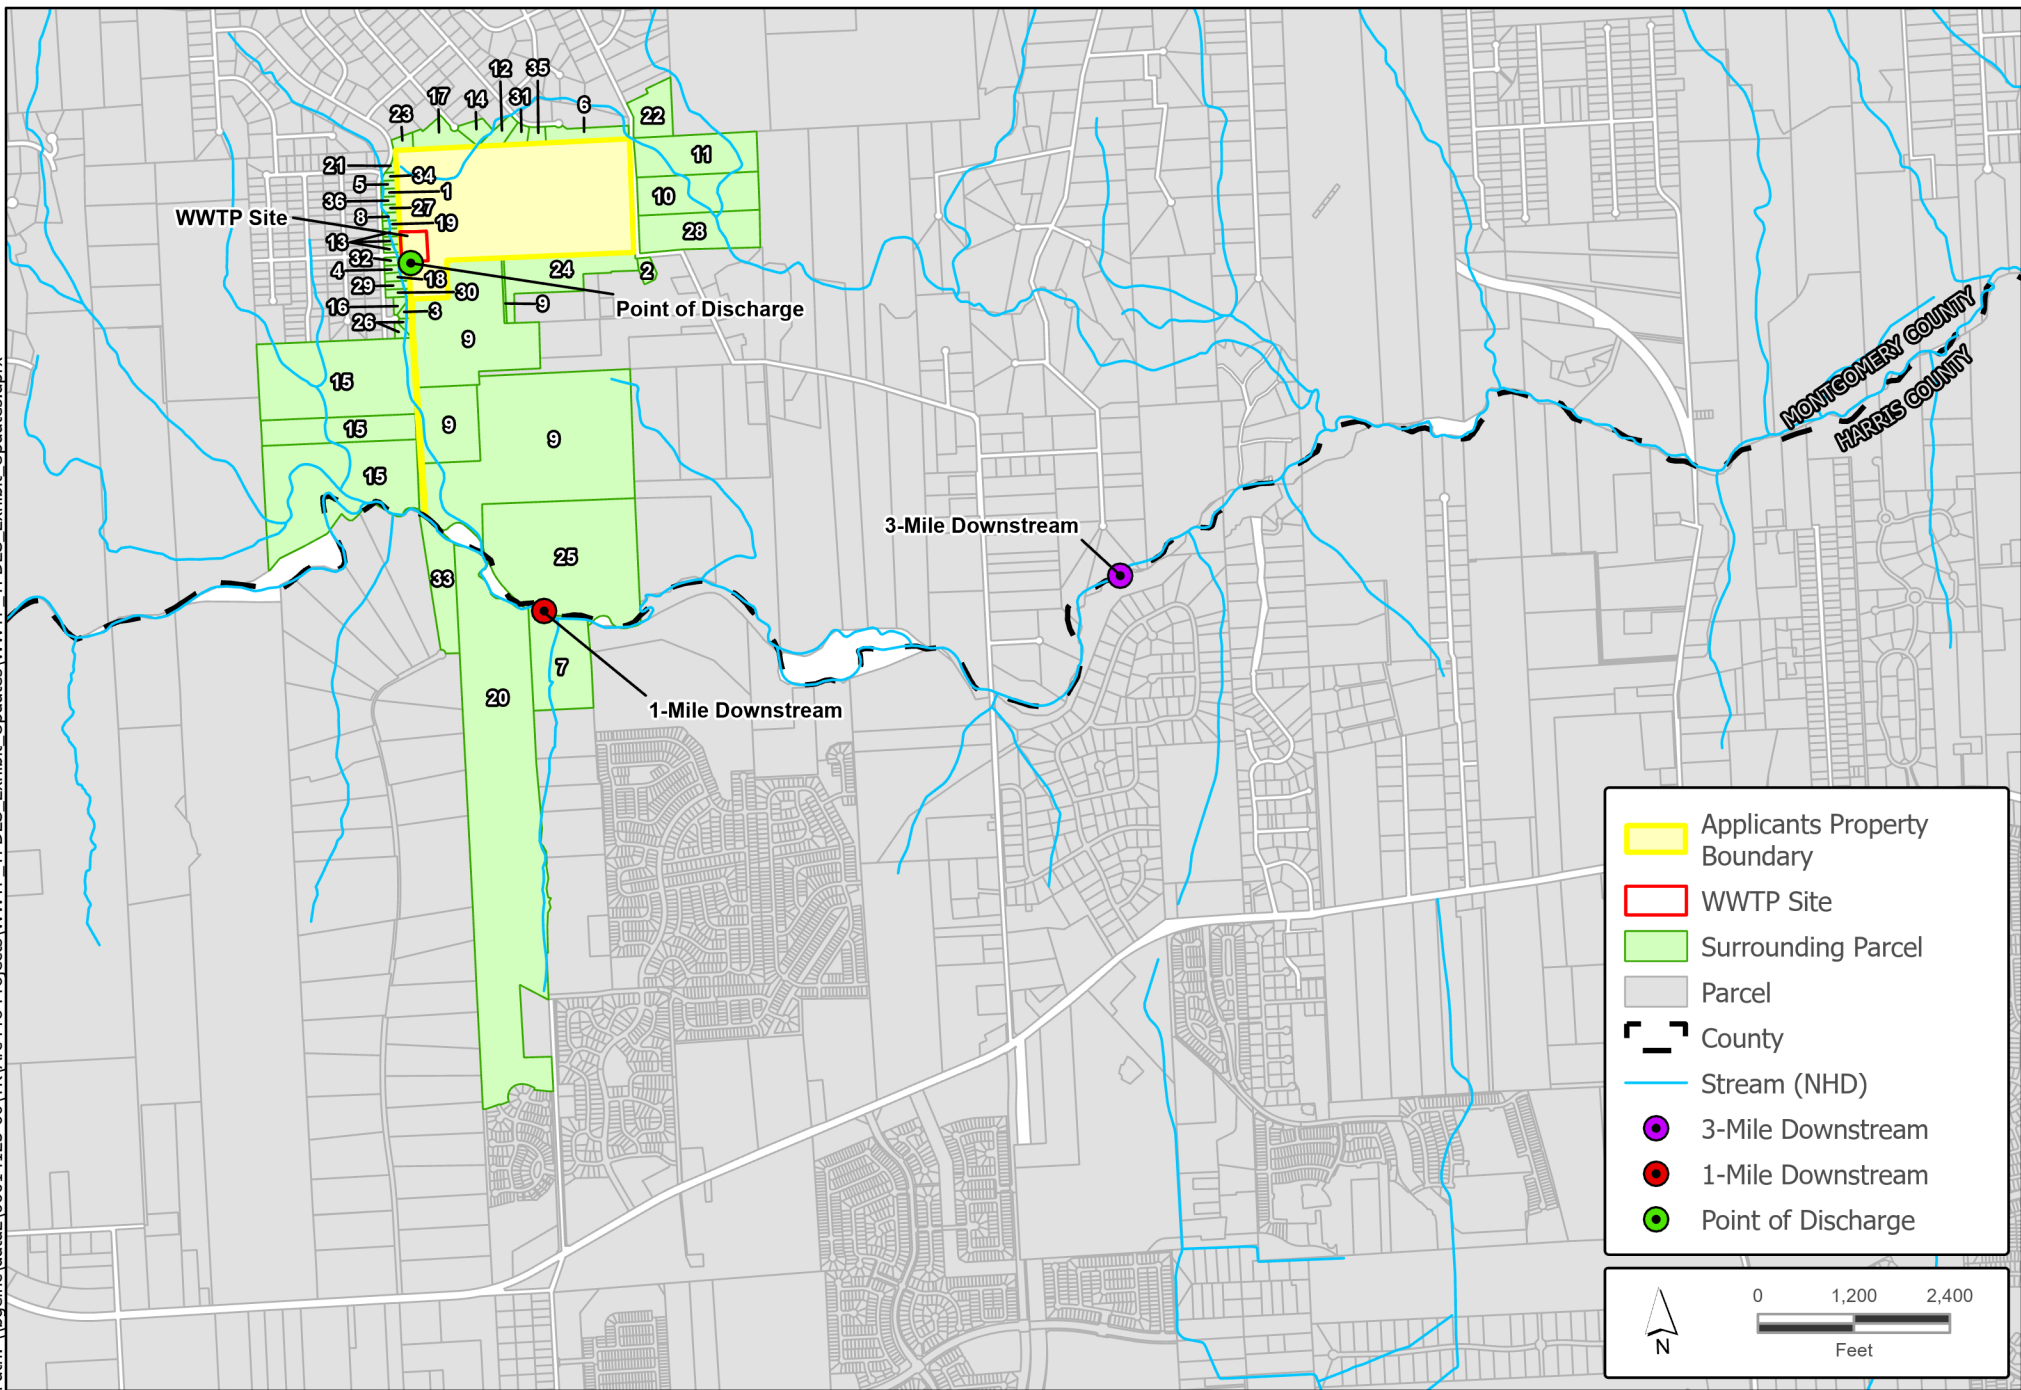 12
35
17
14
31
6
23
22
11
21
34
5
1
10
36
27
WWTP Site
8
19
28
13
32
24
2
4
18
29
30
9
Point of Discharge
16
3
26
9
MONTGOMERY COUNTY
HARRIS COUNTY
15
9
9
15
15
3-Mile Downstream
25
33
7
20
1-Mile Downstream
Applicants Property
Boundary
WWTP Site
Surrounding Parcel
Parcel
County
Stream (NHD)
3-Mile Downstream
1-Mile Downstream
Point of Discharge
0 1,200 2,400
Feet
N